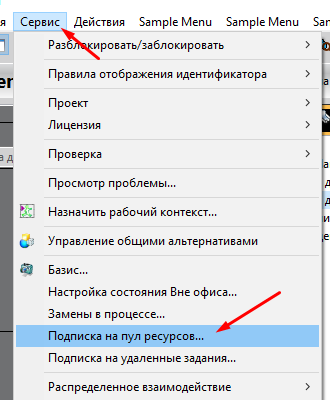 Сервис Действия Sample Menu Sample Menu
Разблокировать/заблокировать
Правила отображения идентификатора
Проект
Лицензия
Проверка
Просмотр проблемы...
Назначить рабочий контекст...
Управление общими альтернативами
Базис...
Настройка состояния Вне офиса...
Замены в процессе...
Подписка на пул ресурсов...
Подписка на удаленные задания...
Распределенное взаимодействие